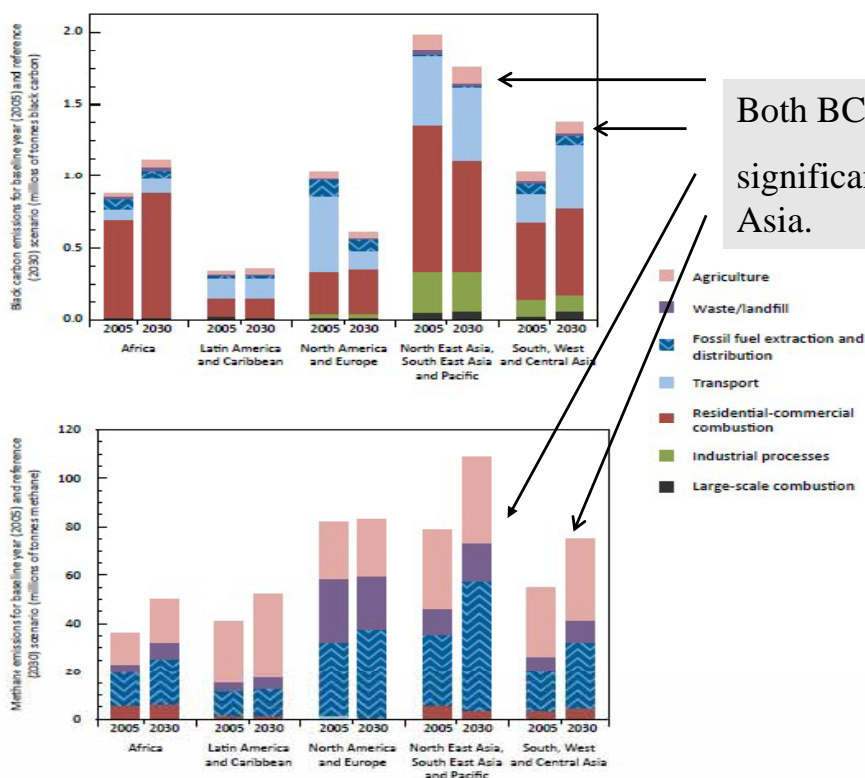 Black carbon emissions for baseline year (2005) and reference
(2030) scenario (millions of tonnes black carbon)
2.0
1.5
1.0
0.5
0.0
2005 2030
2005 2030
2005 2030
2005 2030
2005 2030
Africa
Latin America
and Caribbean
North America
and Europe
North East Asia,
South East Asia
and Pacific
South, West
and Central Asia
Both BC
significa
Asia.
Agriculture
Waste/landfill
Fossil fuel extraction and
distribution
Transport
Residential-commercial
combustion
Industrial processes
Large-scale combustion
Methane emissions for baseline year (2005) and reference
(2030) scenario (millions of tonnes methane)
120
100
80
60
40
20
0
2005 2030
2005 2030
2005 2030
2005 2030
2005 2030
Africa
Latin America
and Caribbean
North America
and Europe
North East Asia,
South East Asia
and Pacific
South, West
and Central Asia